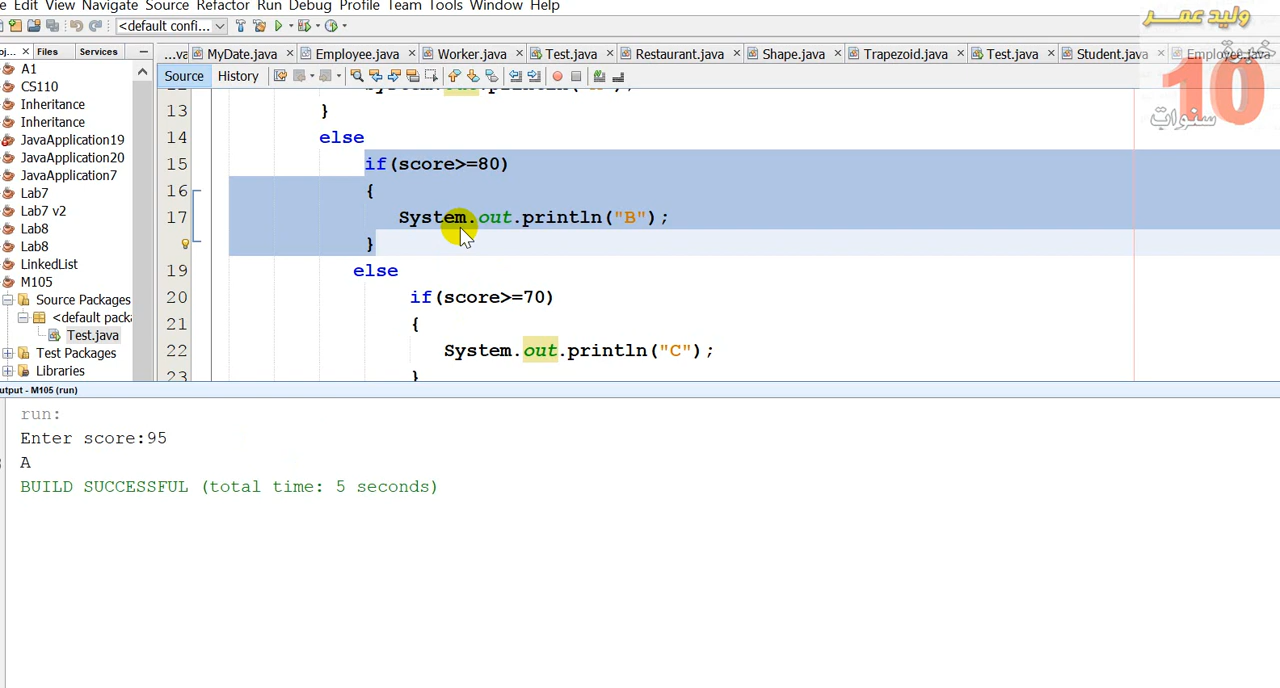 Edit View Navigate Source Refactor Run Debug Profile Team Tools Window Help
<default confi...
وليد عمر
خبرة
10
سنوات
Files Services
...va MyDate.java Employee.java Worker.java Test.java Restaurant.java Shape.java Trapezoid.java Test.java Student.java Employee.java
Source History
A1
CS110
Inheritance
Inheritance
JavaApplication19
JavaApplication20
JavaApplication7
Lab7
Lab7 v2
Lab8
Lab8
LinkedList
M105
Source Packages
<default packa
Test.java
Test Packages
Libraries
13 }
14 else
15 if(score>=80)
16 {
17 System.out.println("B");
}
19 else
20 if(score>=70)
21 {
22 System.out.println("C");
23 }
utput - M105 (run)
run:
Enter score:95
A
BUILD SUCCESSFUL (total time: 5 seconds)